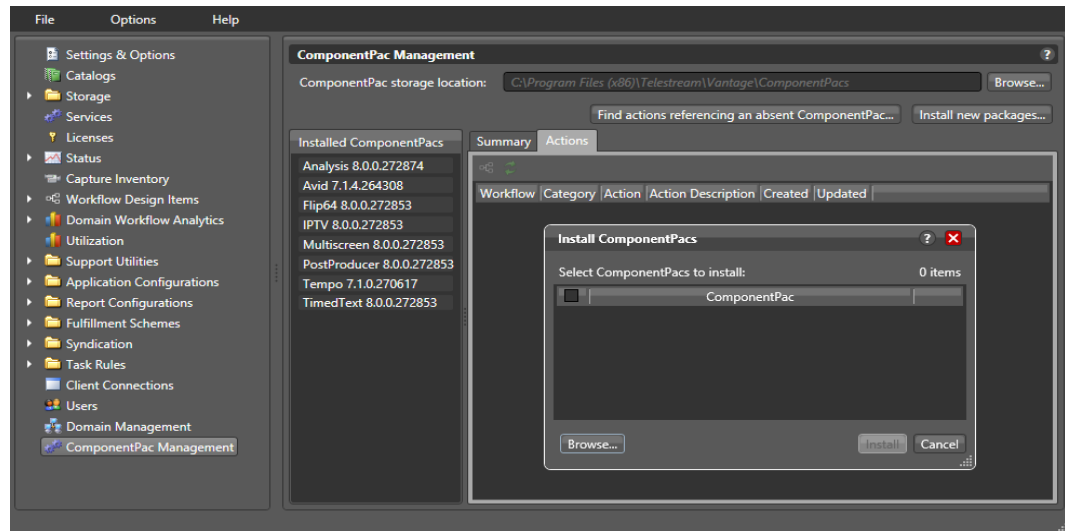 File Options Help
Settings & Options
Catalogs
Storage
Services
Licenses
Status
Capture Inventory
Workflow Design Items
Domain Workflow Analytics
Utilization
Support Utilities
Application Configurations
Report Configurations
Fulfillment Schemes
Syndication
Task Rules
Client Connections
Users
Domain Management
ComponentPac Management
ComponentPac Management ?
ComponentPac storage location: C:\Program Files (x86)\Telestream\Vantage\ComponentPacs Browse...
Find actions referencing an absent ComponentPac... Install new packages...
Installed ComponentPacs
Analysis 8.0.0.272874
Avid 7.1.4.264308
Flip64 8.0.0.272853
IPTV 8.0.0.272853
Multiscreen 8.0.0.272853
PostProducer 8.0.0.272853
Tempo 7.1.0.270617
TimedText 8.0.0.272853
Summary Actions
Workflow Category Action Action Description Created Updated
Install ComponentPacs ? X
Select ComponentPacs to install: 0 items
ComponentPac
Browse... Install Cancel